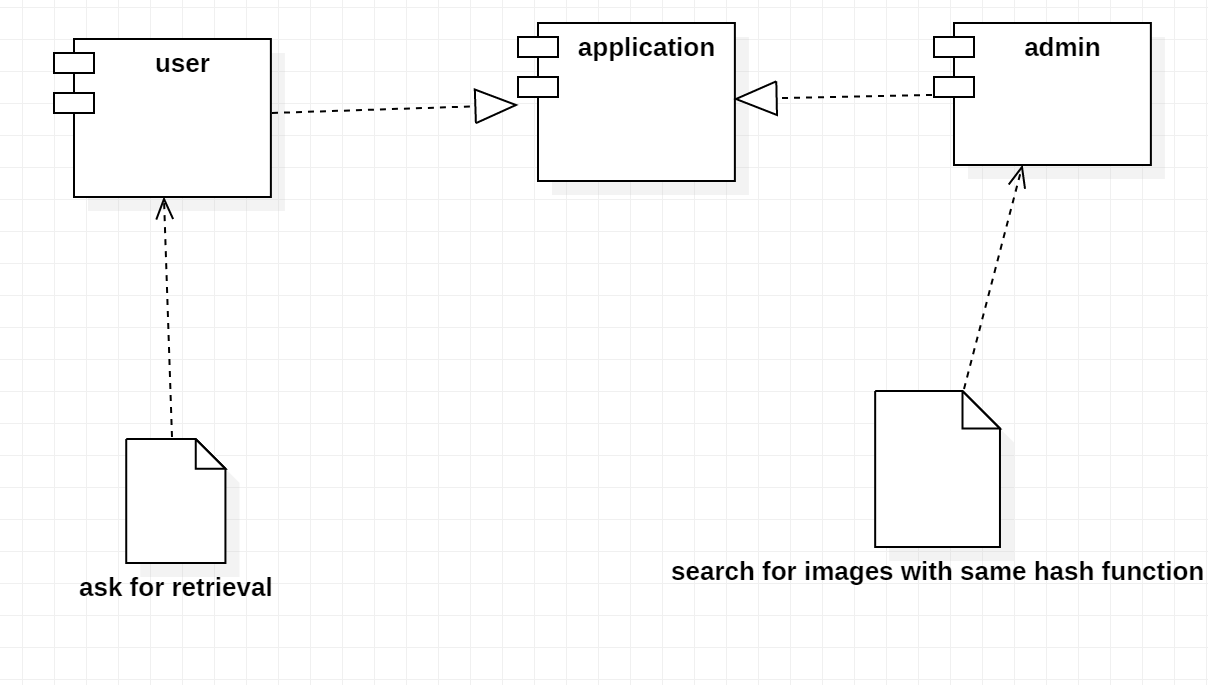 user
application
admin
ask for retrieval
search for images with same hash function